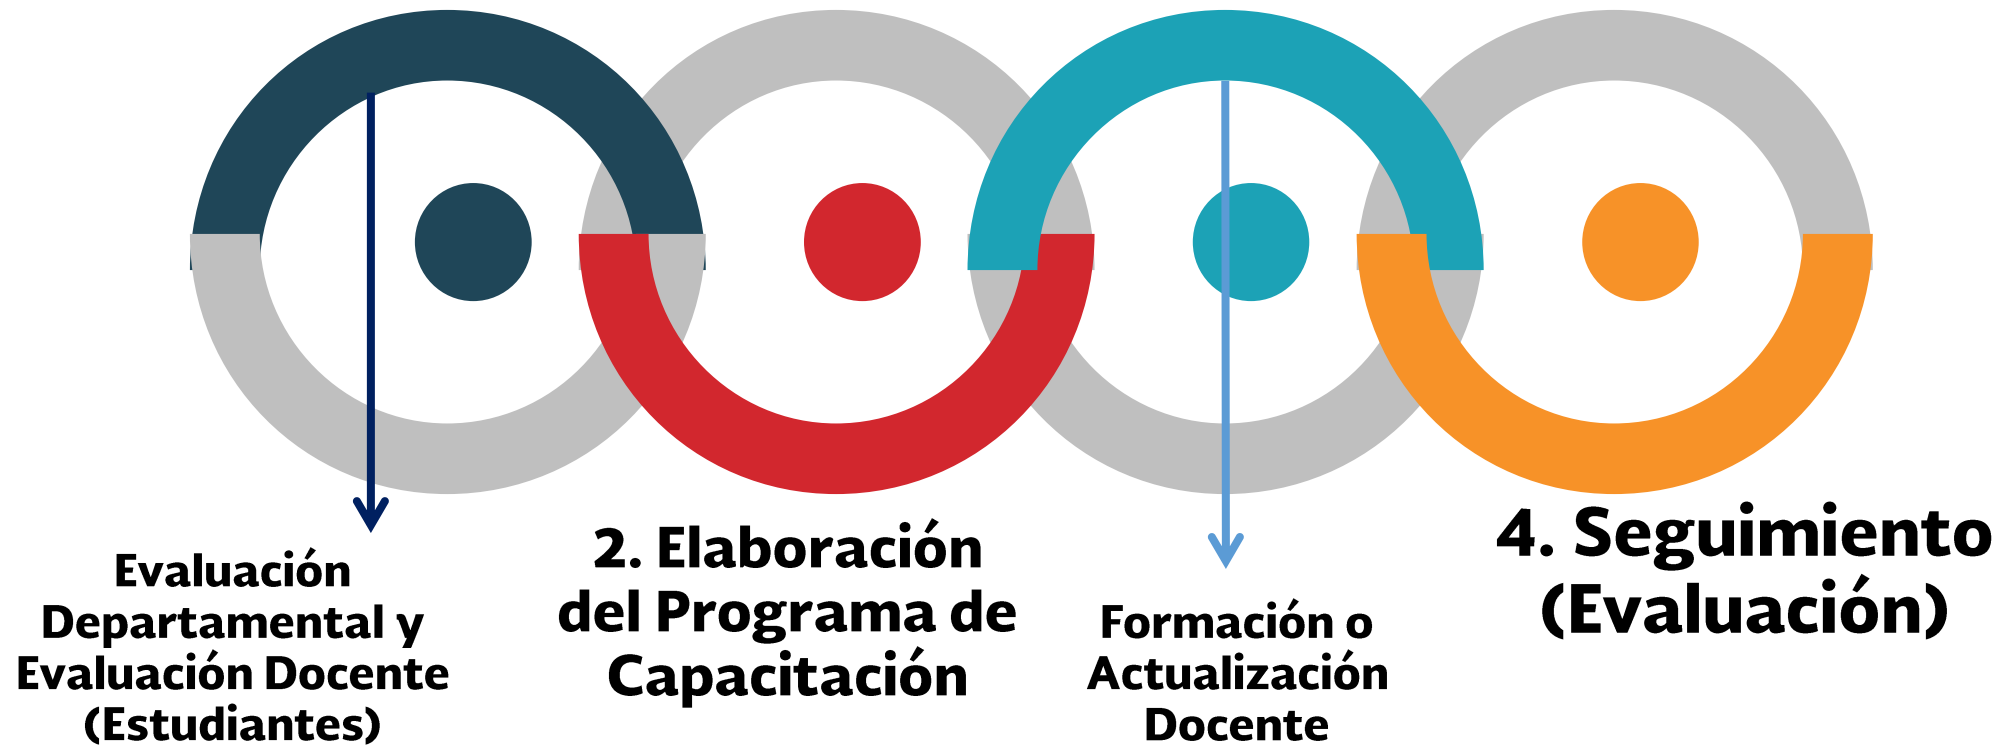 Evaluación
Departamental y
Evaluación Docente
(Estudiantes)
2. Elaboración
del Programa de
Capacitación
Formación o
Actualización
Docente
4. Seguimiento
(Evaluación)